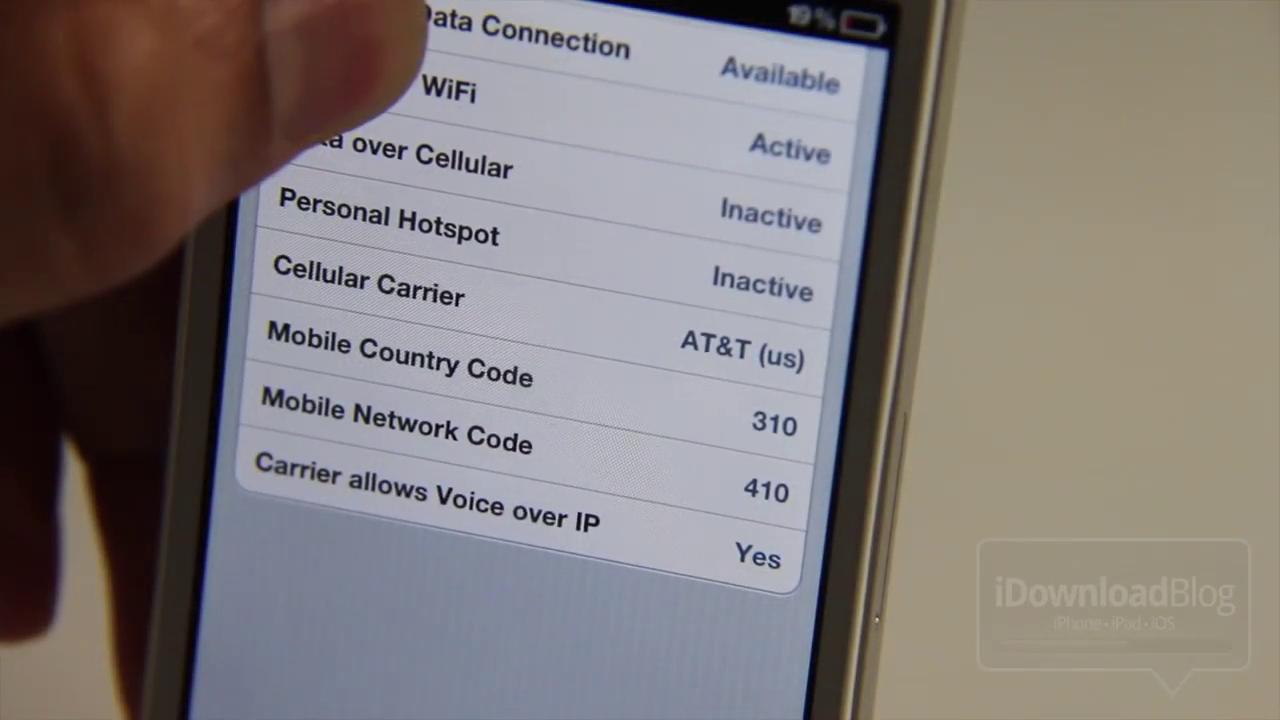 19%
Data Connection Available
WiFi Active
over Cellular Inactive
Personal Hotspot Inactive
Cellular Carrier AT&T (us)
Mobile Country Code 310
Mobile Network Code 410
Carrier allows Voice over IP Yes
iDownloadBlog
iPhone • iPad • iOS